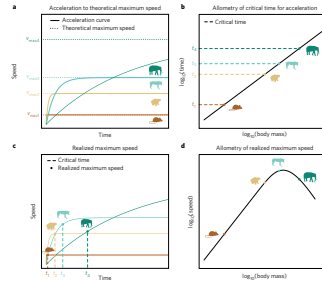 a
Acceleration to theoretical maximum speed
Acceleration curve
Theoretical maximum speed
Speed
Time
b
Allometry of critical time for acceleration
Critical time
log₁₀(time)
log₁₀(body mass)
c
Realized maximum speed
Critical time
Realized maximum speed
Speed
Time
d
Allometry of realized maximum speed
log₁₀(speed)
log₁₀(body mass)